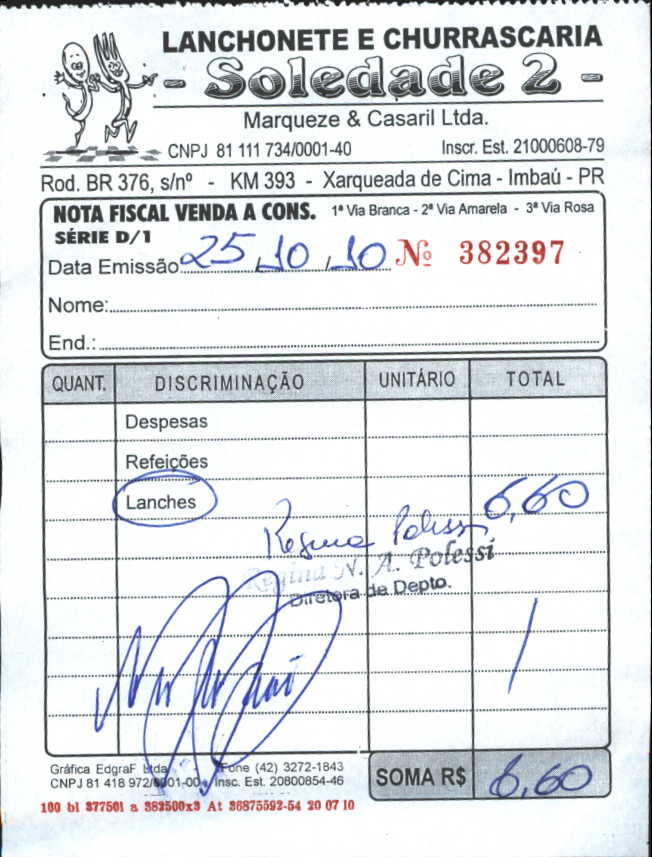 LANCHONETE E CHURRASCARIA
- Soledade 2 -
Marqueze & Casaril Ltda.
CNPJ 81 111 734/0001-40 Inscr. Est. 21000608-79
Rod. BR 376, s/nº - KM 393 - Xarqueada de Cima - Imbaú - PR
NOTA FISCAL VENDA A CONS. 1ª Via Branca - 2ª Via Amarela - 3ª Via Rosa
SÉRIE D/1
Data Emissão 25,10,10 Nº 382397
Nome:
End.:
QUANT. DISCRIMINAÇÃO UNITÁRIO TOTAL
Despesas
Refeições
Lanches 6,60
Regina Polessi
Regina N. A. Polessi
Diretora de Depto.
Gráfica EdgraF Ltda Fone (42) 3272-1843
CNPJ 81 418 972/0001-00 Insc. Est. 20800854-46
SOMA R$ 6,60
100 bl 377501 a 382500x3 At 36875592-54 20 07 10